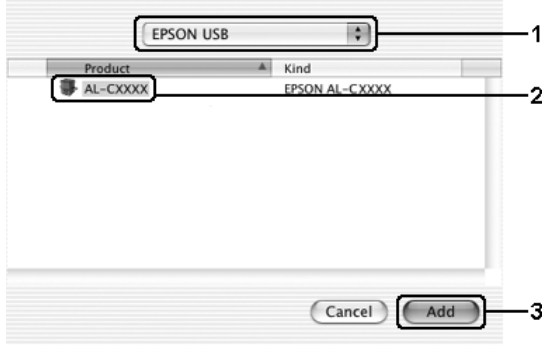 EPSON USB 1
Product Kind
AL-CXXXX EPSON AL-CXXXX 2
Cancel Add 3